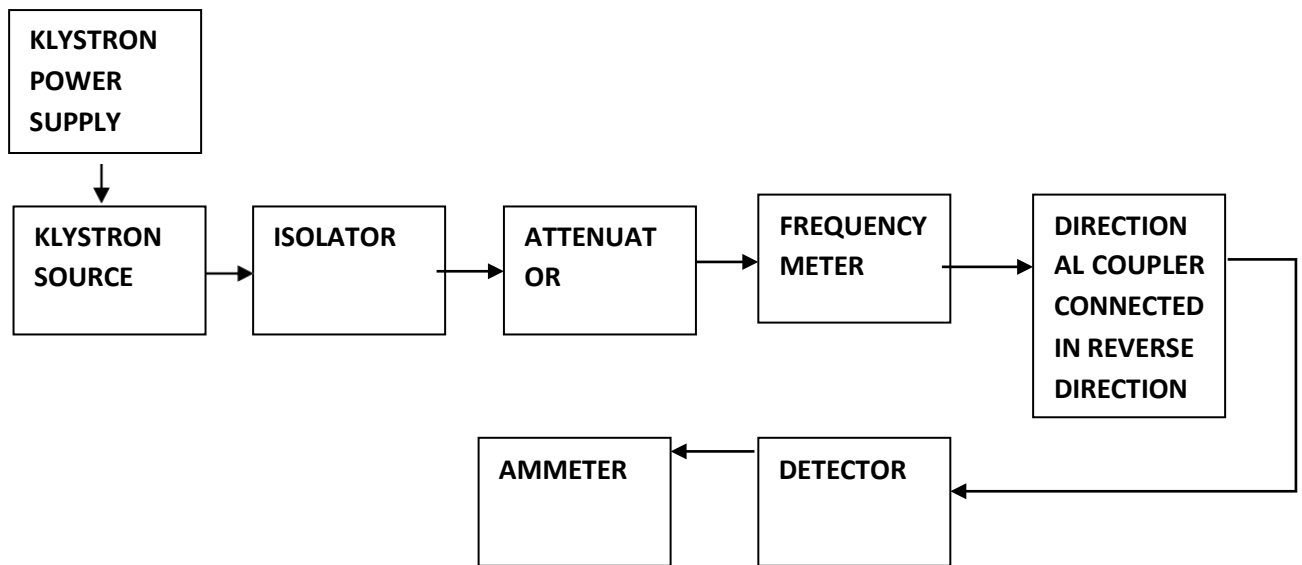 KLYSTRON
POWER
SUPPLY
KLYSTRON
SOURCE
ISOLATOR
ATTENUAT
OR
FREQUENCY
METER
DIRECTION
AL COUPLER
CONNECTED
IN REVERSE
DIRECTION
AMMETER
DETECTOR